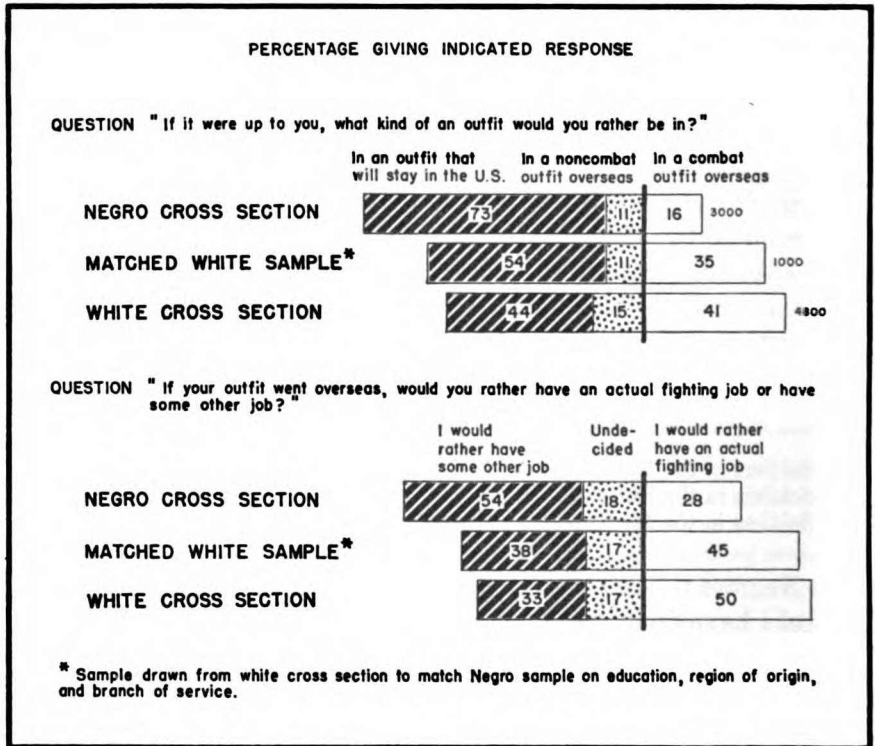 PERCENTAGE GIVING INDICATED RESPONSE
QUESTION "If it were up to you, what kind of an outfit would you rather be in?"
In an outfit that will stay in the U.S.
In a noncombat outfit overseas
In a combat outfit overseas
NEGRO CROSS SECTION 73 11 16 3000
MATCHED WHITE SAMPLE* 54 11 35 1000
WHITE CROSS SECTION 44 15 41
QUESTION "If your outfit went overseas, would you rather have an actual fighting job or have
some other job?"
I would rather have some other job
Undecided
I would rather have an actual fighting job
NEGRO CROSS SECTION 54 18 28
MATCHED WHITE SAMPLE* 38 17 45
WHITE CROSS SECTION 33 17 50
* Sample drawn from white cross section to match Negro sample on education, region of origin,
and branch of service.